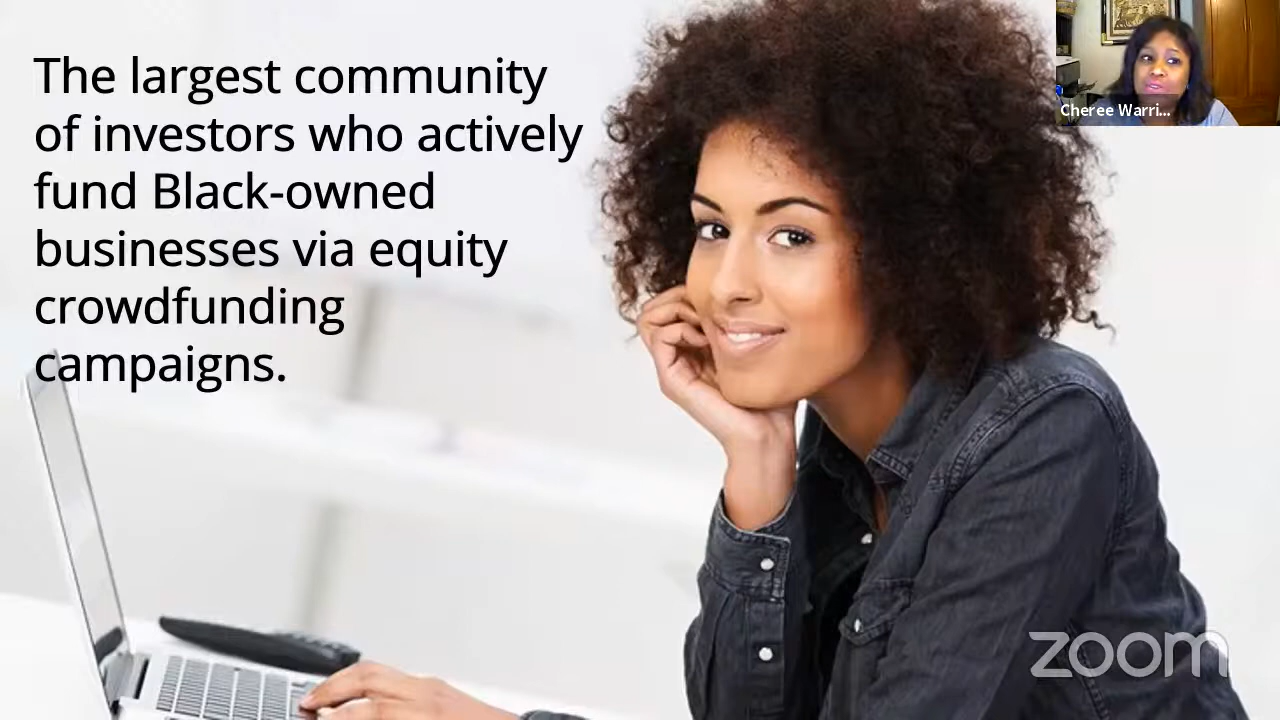 The largest community
of investors who actively
fund Black-owned
businesses via equity
crowdfunding
campaigns.
Cheree Warri...
zoom